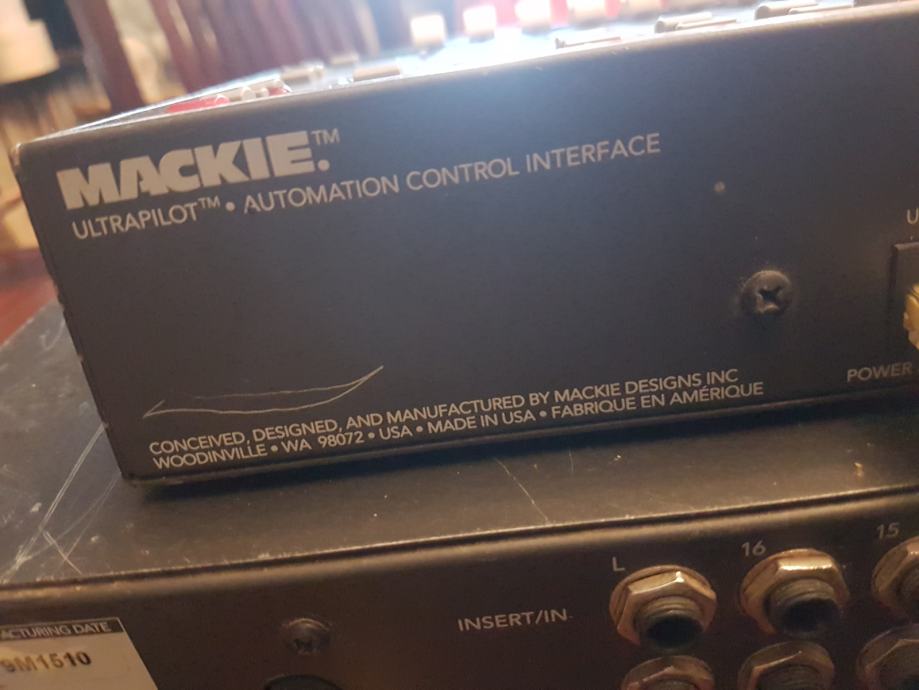 MACKIE.™
ULTRAPILOT™ • AUTOMATION CONTROL INTERFACE
CONCEIVED, DESIGNED, AND MANUFACTURED BY MACKIE DESIGNS INC
WOODINVILLE • WA 98072 • USA • MADE IN USA • FABRIQUE EN AMÉRIQUE
POWER
L
16
15
INSERT/IN
ACTURING DATE
9M1510